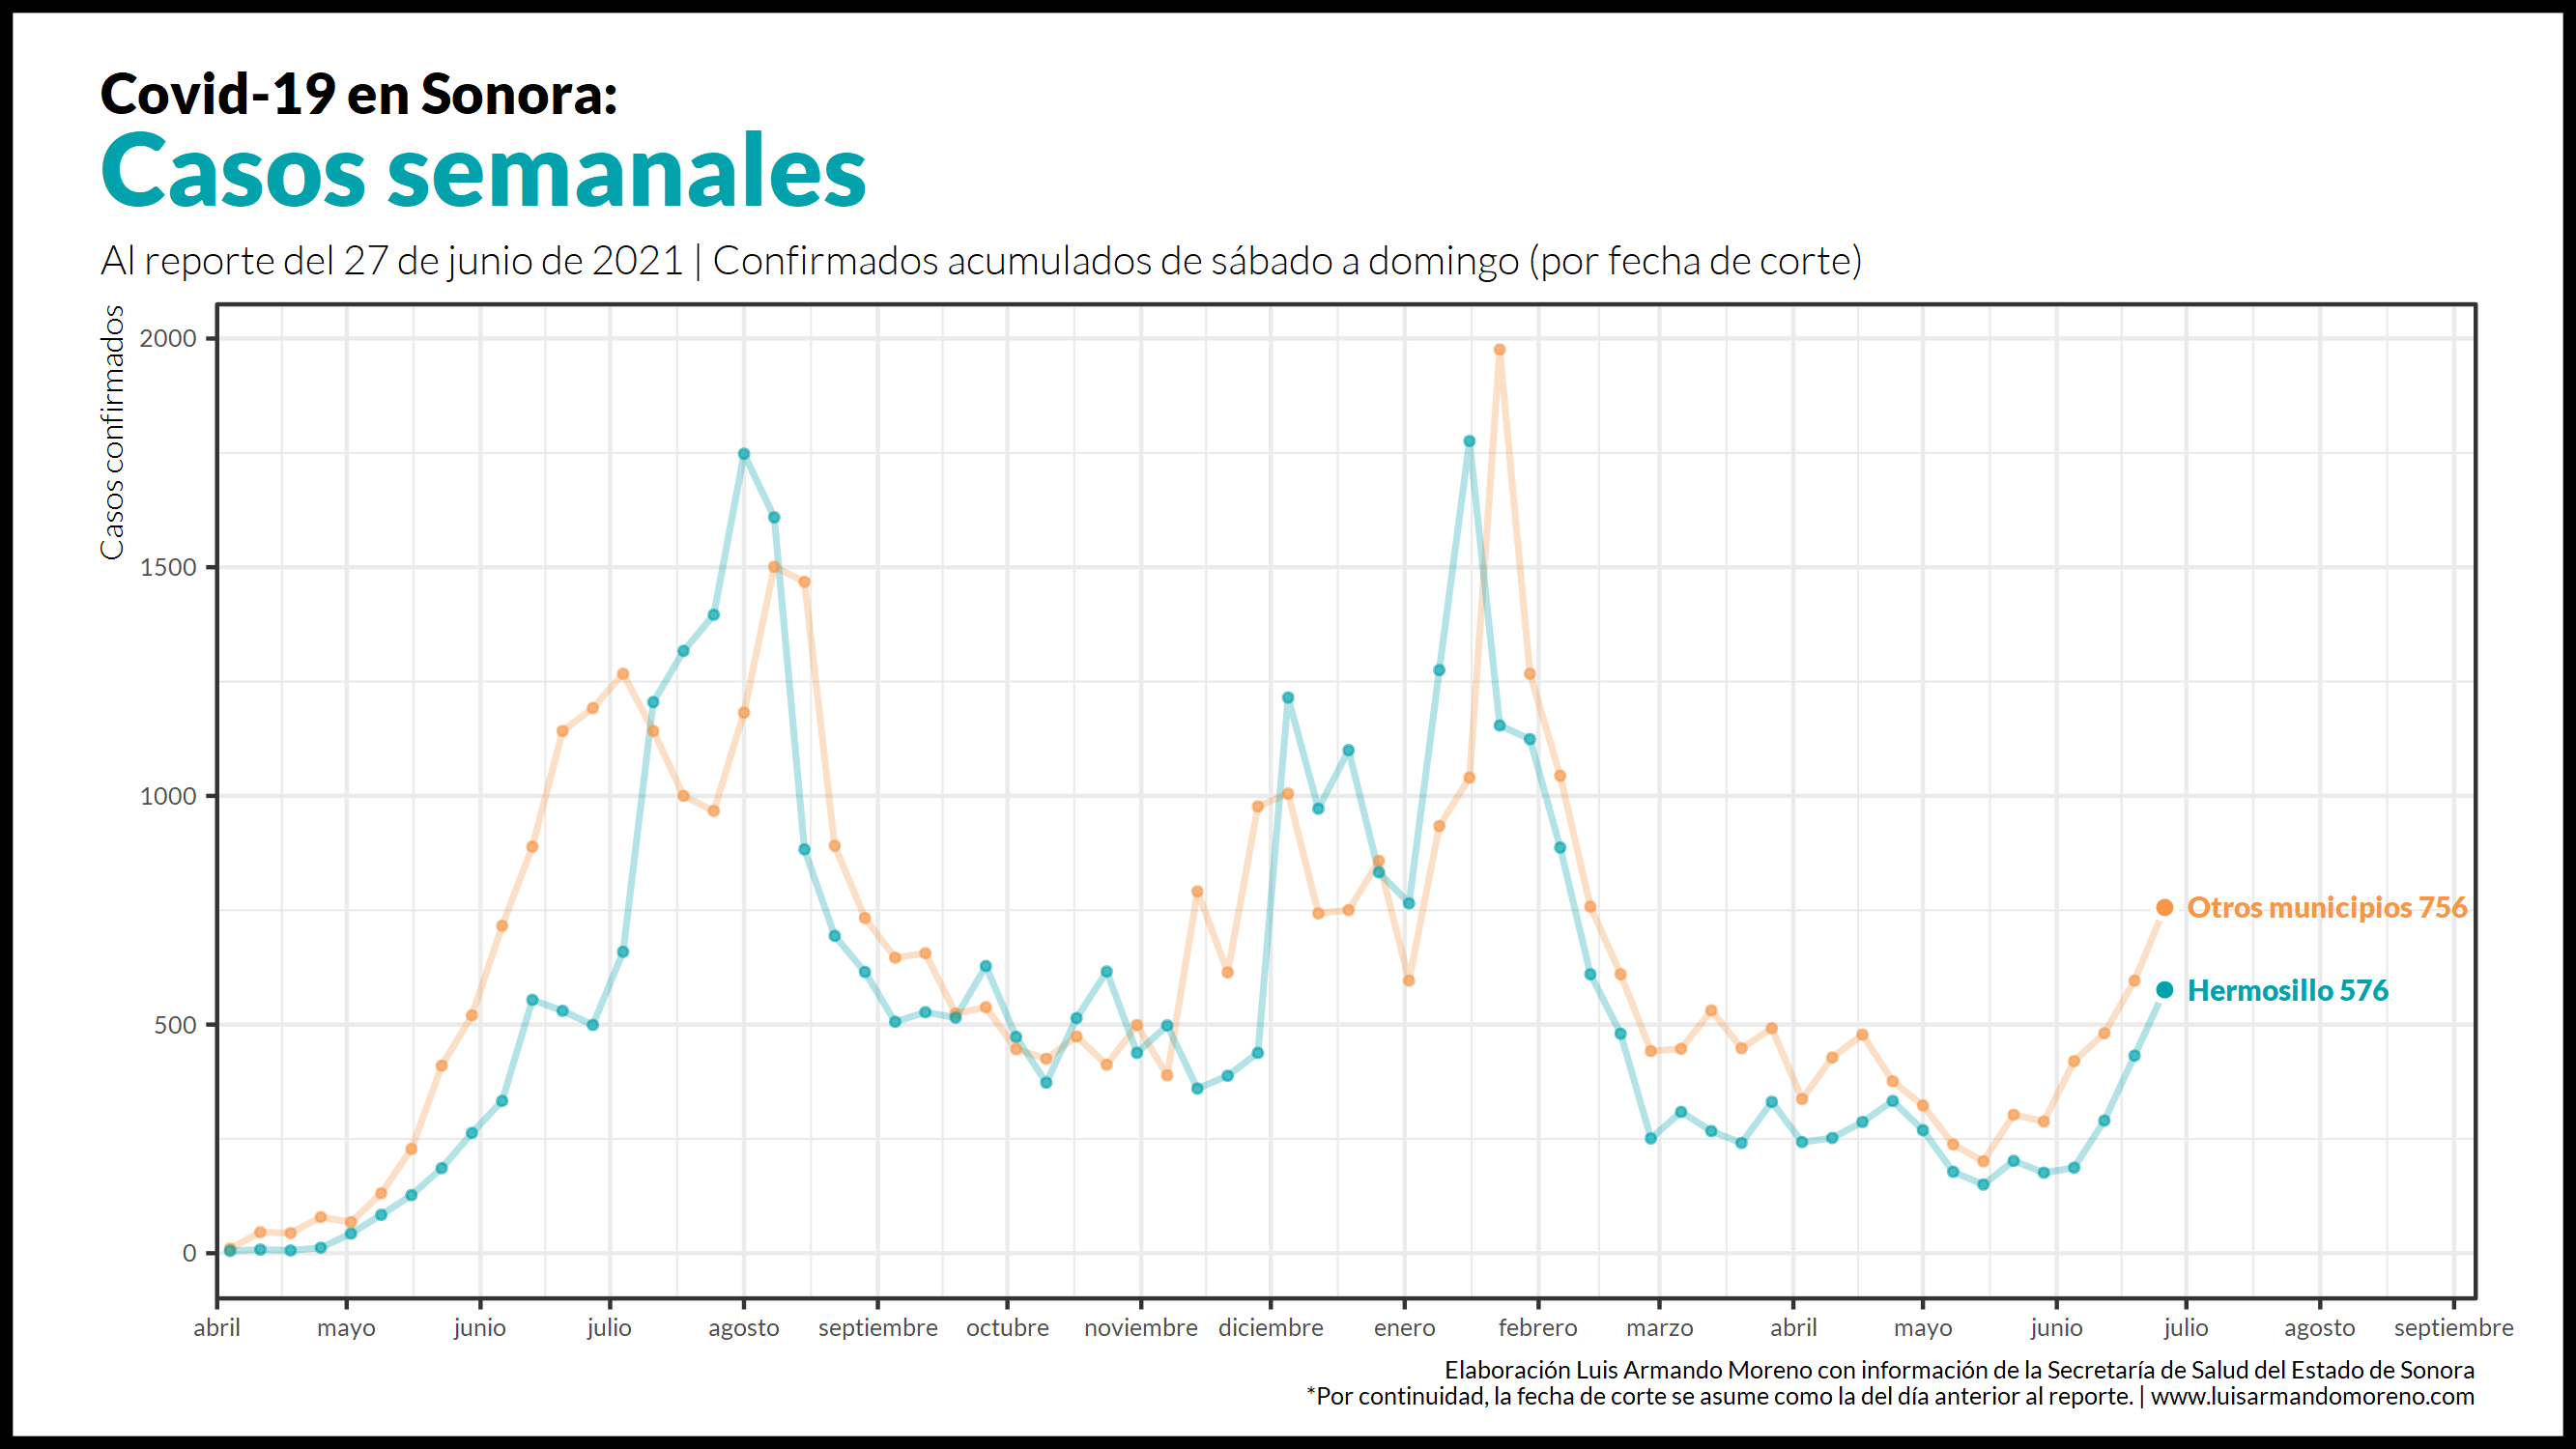 Covid-19 en Sonora:
Casos semanales
Al reporte del 27 de junio de 2021 | Confirmados acumulados de sábado a domingo (por fecha de corte)
Casos confirmados
2000
1500
1000
500
0
Otros municipios 756
Hermosillo 576
abril mayo junio julio agosto septiembre octubre noviembre diciembre enero febrero marzo abril mayo junio julio agosto septiembre
Elaboración Luis Armando Moreno con información de la Secretaría de Salud del Estado de Sonora
*Por continuidad, la fecha de corte se asume como la del día anterior al reporte. | www.luisarmandomoreno.com